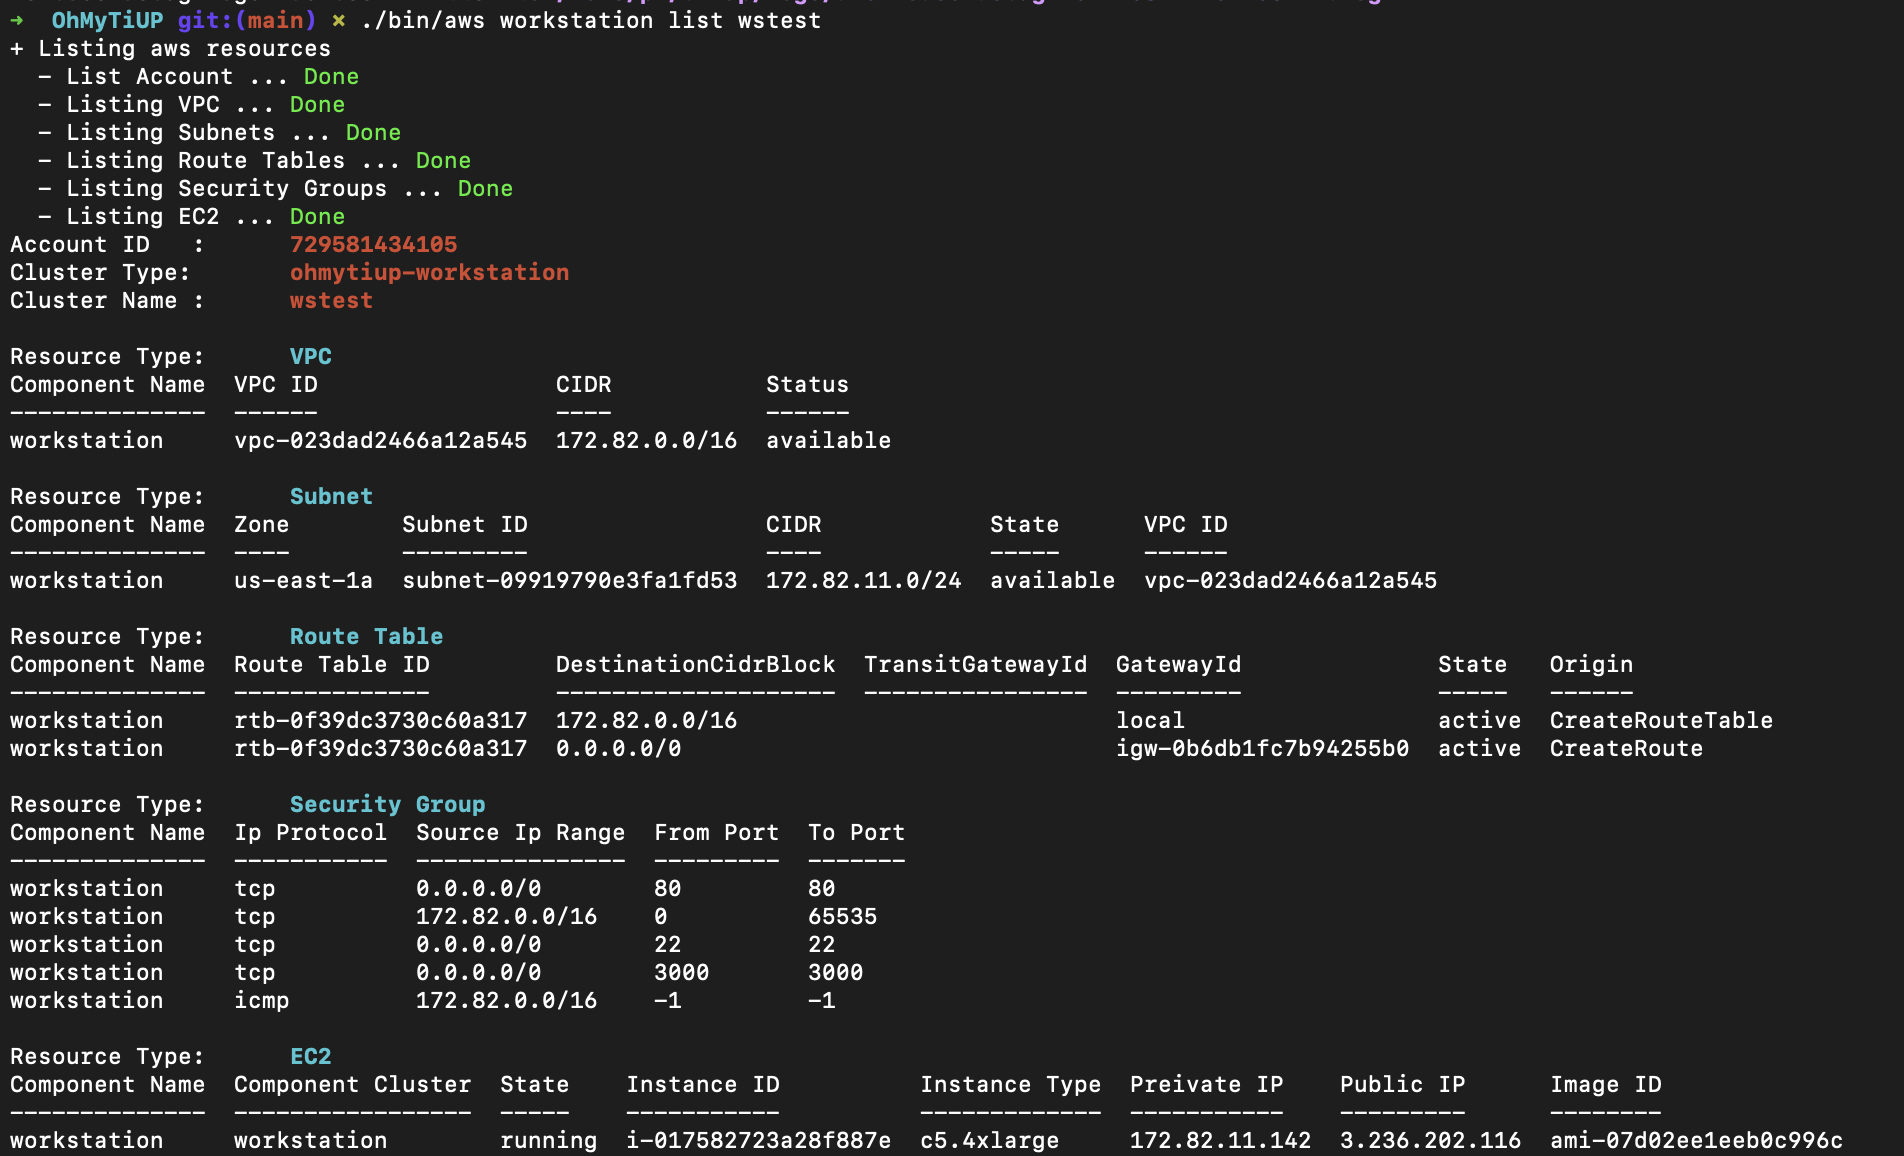 ➜  OhMyTiUP git:(main) × ./bin/aws workstation list wstest
+ Listing aws resources
  - List Account ... Done
  - Listing VPC ... Done
  - Listing Subnets ... Done
  - Listing Route Tables ... Done
  - Listing Security Groups ... Done
  - Listing EC2 ... Done
Account ID   :      729581434105
Cluster Type:       ohmytiup-workstation
Cluster Name :      wstest
Resource Type:      VPC
Component Name  VPC ID                 CIDR           Status
--------------  ------                 ----           ------
workstation     vpc-023dad2466a12a545  172.82.0.0/16  available
Resource Type:      Subnet
Component Name  Zone        Subnet ID                 CIDR            State      VPC ID
--------------  ----        ---------                 ----            -----      ------
workstation     us-east-1a  subnet-09919790e3fa1fd53  172.82.11.0/24  available  vpc-023dad2466a12a545
Resource Type:      Route Table
Component Name  Route Table ID         DestinationCidrBlock  TransitGatewayId  GatewayId              State   Origin
--------------  --------------         --------------------  ----------------  ---------              -----   ------
workstation     rtb-0f39dc3730c60a317  172.82.0.0/16                           local                  active  CreateRouteTable
workstation     rtb-0f39dc3730c60a317  0.0.0.0/0                               igw-0b6db1fc7b94255b0  active  CreateRoute
Resource Type:      Security Group
Component Name  Ip Protocol  Source Ip Range  From Port  To Port
--------------  -----------  ---------------  ---------  -------
workstation     tcp          0.0.0.0/0        80         80
workstation     tcp          172.82.0.0/16    0          65535
workstation     tcp          0.0.0.0/0        22         22
workstation     tcp          0.0.0.0/0        3000       3000
workstation     icmp         172.82.0.0/16    -1         -1
Resource Type:      EC2
Component Name  Component Cluster  State    Instance ID          Instance Type  Preivate IP    Public IP      Image ID
--------------  -----------------  -----    -----------          -------------  -----------    ---------      --------
workstation     workstation        running  i-017582723a28f887e  c5.4xlarge     172.82.11.142  3.236.202.116  ami-07d02ee1eeb0c996c